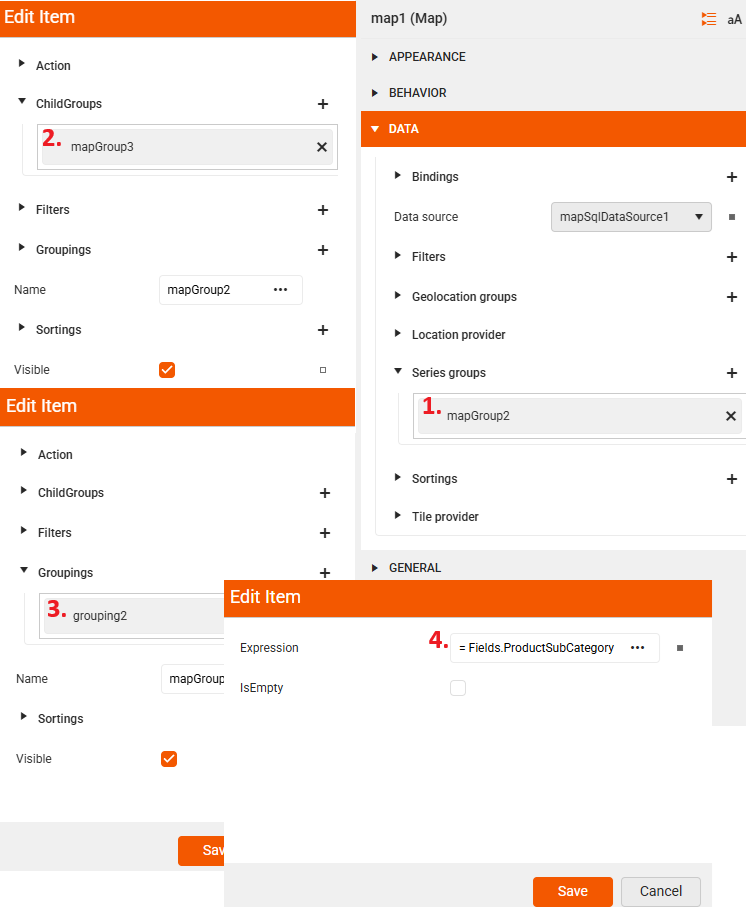 Edit Item
Action
ChildGroups +
2. mapGroup3
Filters +
Groupings +
Name mapGroup2 •••
Sortings +
Visible
map1 (Map) aA
APPEARANCE
BEHAVIOR
DATA
Bindings +
Data source mapSqlDataSource1
Filters +
Geolocation groups +
Location provider
Series groups +
1. mapGroup2
Sortings +
Tile provider
GENERAL
Edit Item
Action
ChildGroups +
Filters +
Groupings +
3. grouping2
Name mapGroup
Sortings
Visible
Sav
Edit Item
Expression 4. = Fields.ProductSubCategory •••
IsEmpty
Save Cancel